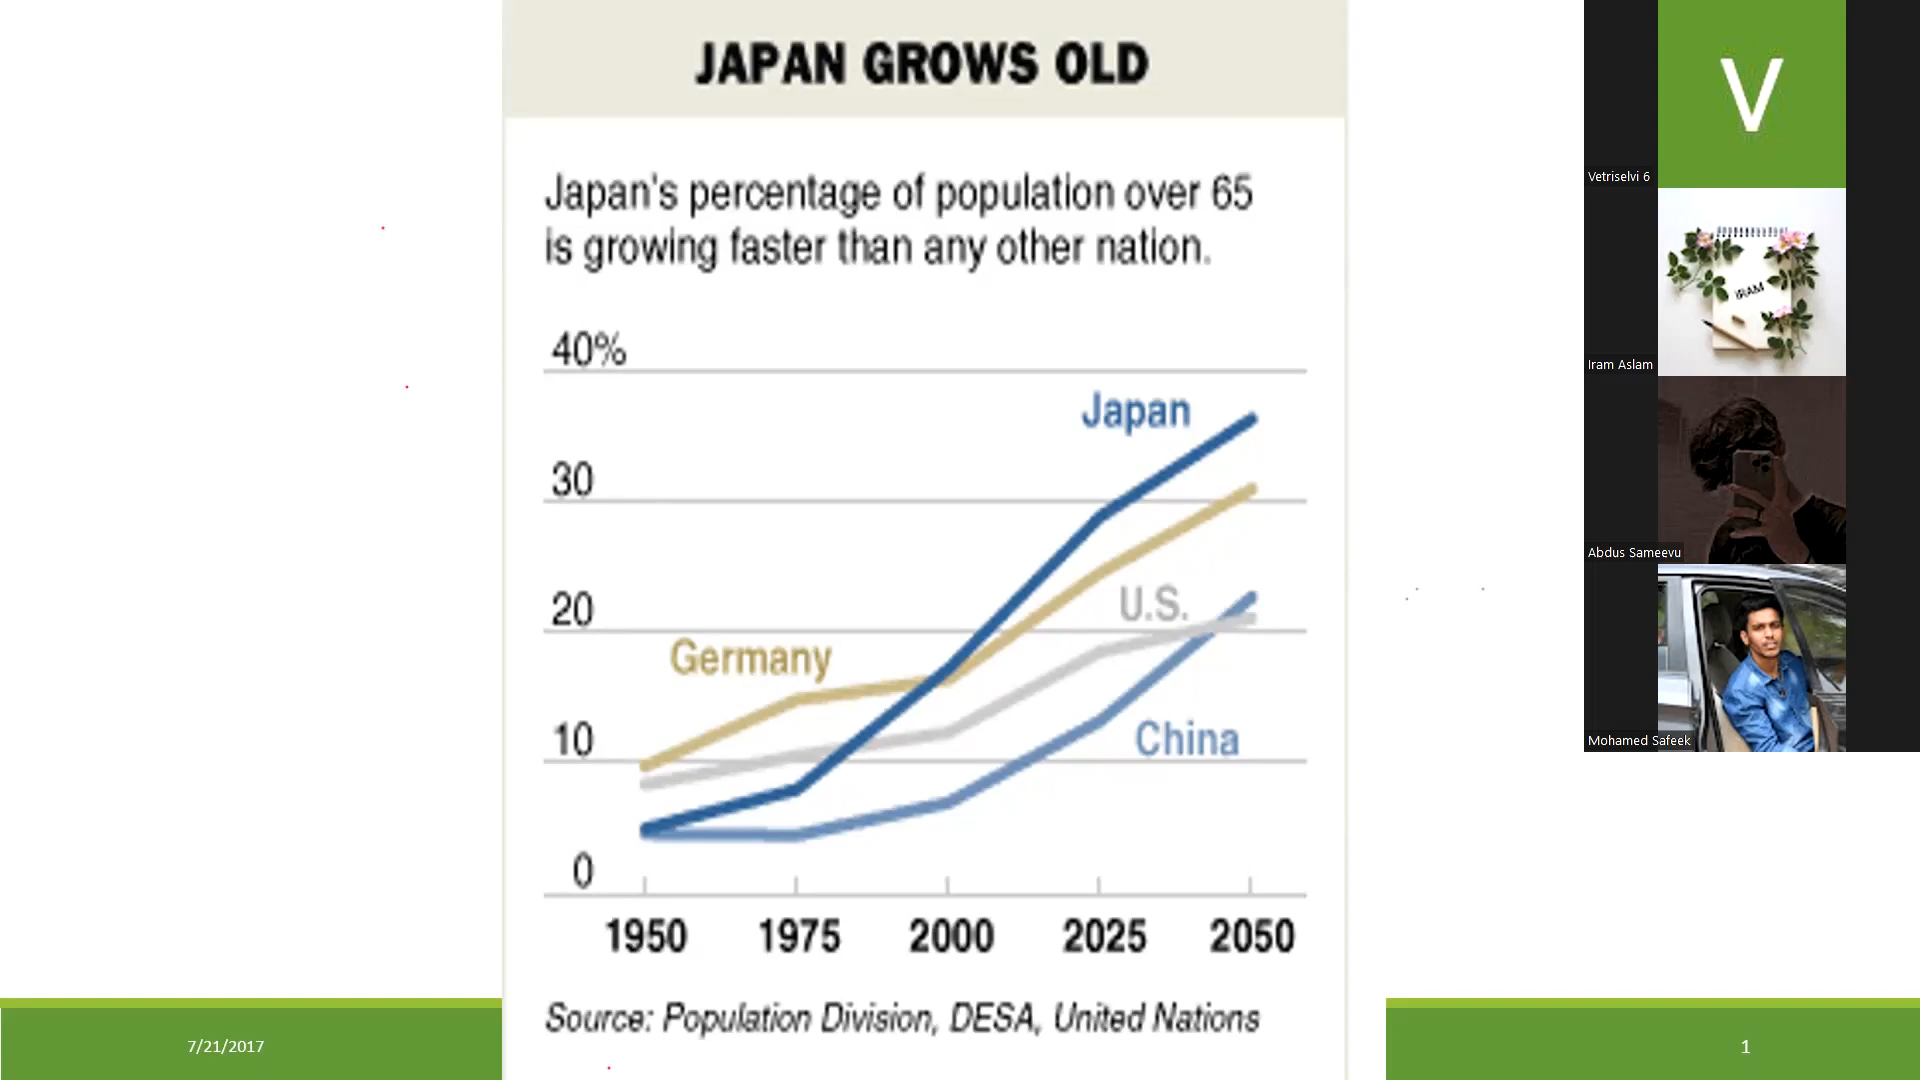 JAPAN GROWS OLD
Japan's percentage of population over 65
is growing faster than any other nation.
40%
Japan
30
20
U.S.
Germany
10
China
0
1950 1975 2000 2025 2050
Source: Population Division, DESA, United Nations
7/21/2017
1
V
Vetriselvi 6
IRAM
Iram Aslam
Abdus Sameevu
Mohamed Safeek